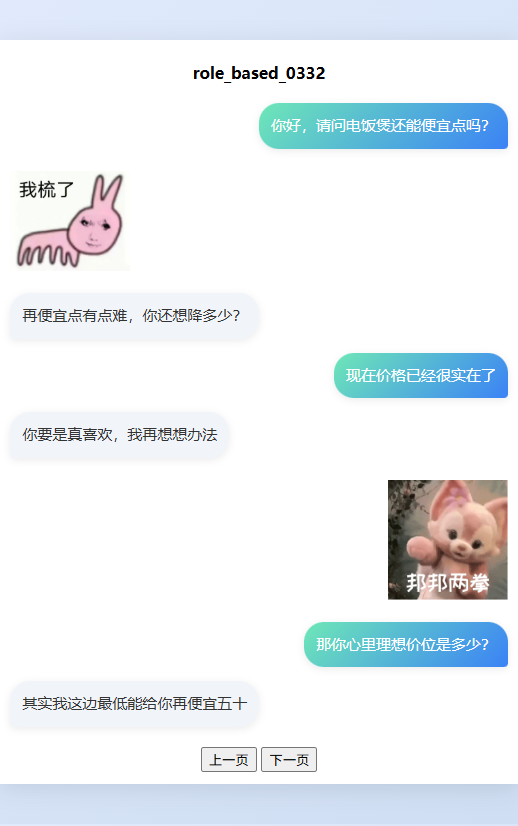 role_based_0332
你好，请问电饭煲还能便宜点吗？
我梳了
再便宜点有点难，你还想降多少？
现在价格已经很实在了
你要是真喜欢，我再想想办法
邦邦两拳
那你心里理想价位是多少？
其实我这边最低能给你再便宜五十
上一页 下一页